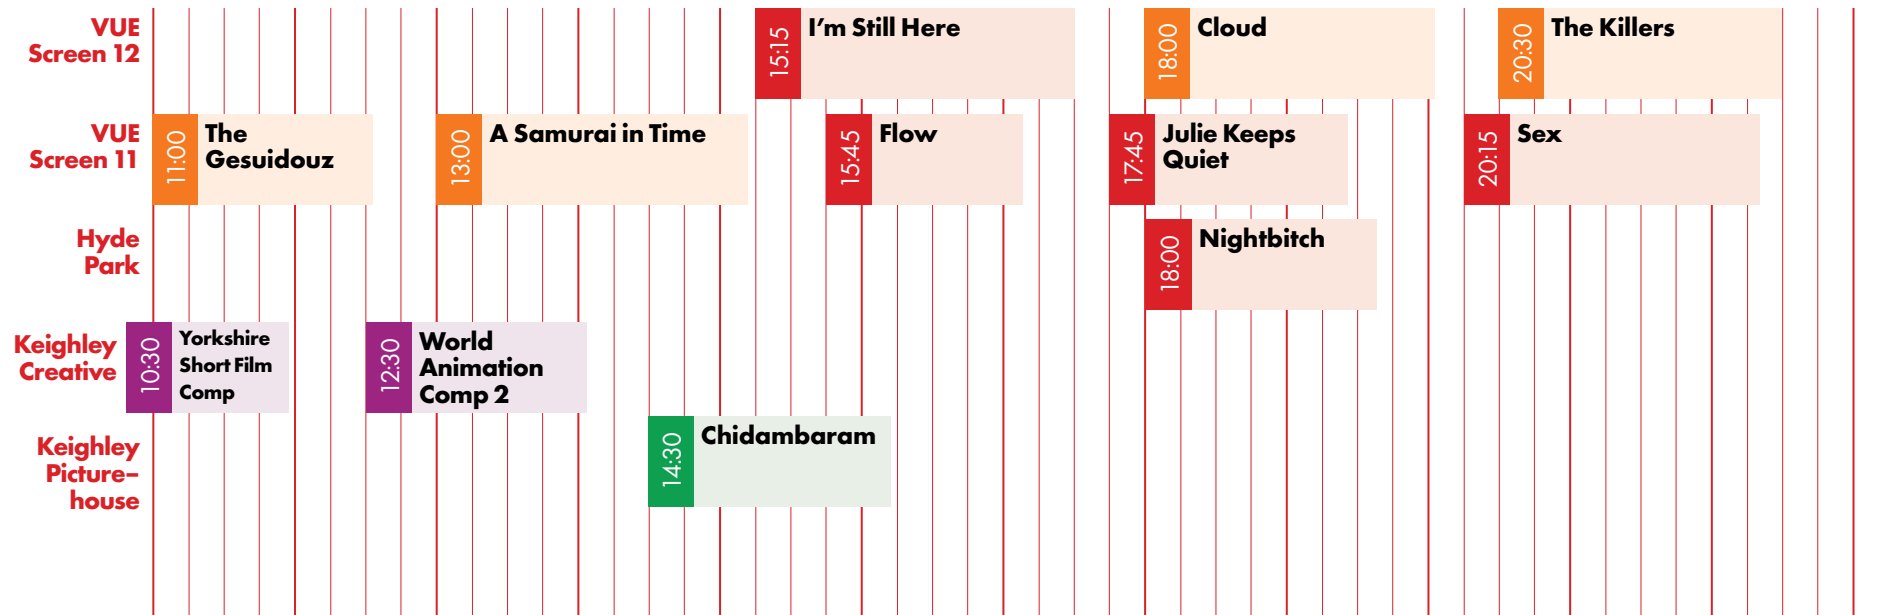 VUE
Screen 12
15:15
I’m Still Here
18:00
Cloud
20:30
The Killers
VUE
Screen 11
11:00
The
Gesuidouz
13:00
A Samurai in Time
15:45
Flow
17:45
Julie Keeps
Quiet
20:15
Sex
Hyde
Park
18:00
Nightbitch
Keighley
Creative
10:30
Yorkshire
Short Film
Comp
12:30
World
Animation
Comp 2
Keighley
Picture–
house
14:30
Chidambaram